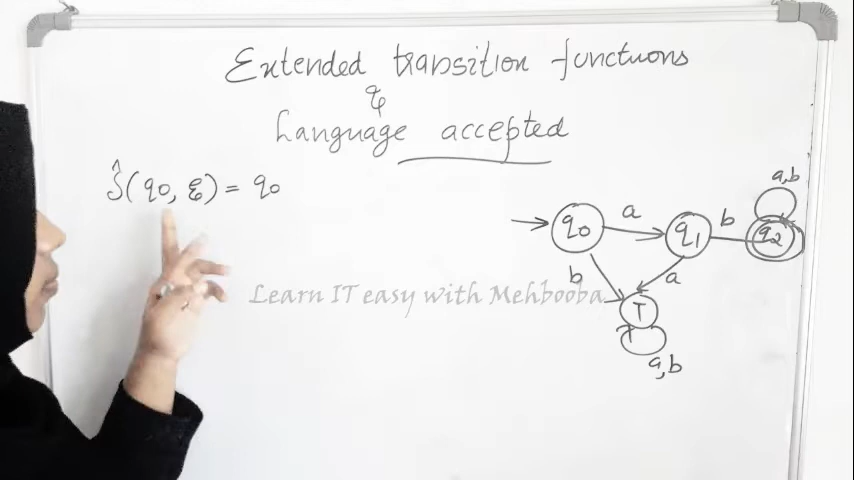 Extended transition functions
&
Language accepted
δ̂(q0, ε) = q0
a,b
q0 a q1 b q2
b a
Learn IT easy with Mehbooba
T
a,b